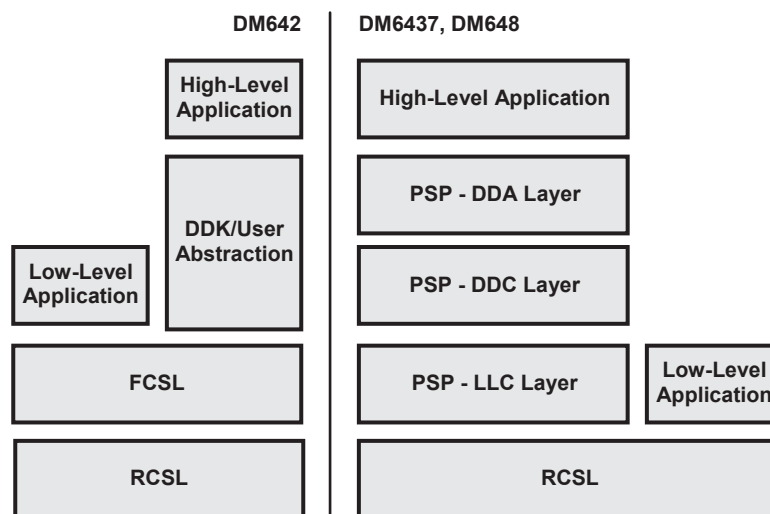 DM642
DM6437, DM648
High-Level
Application
High-Level Application
DDK/User
Abstraction
PSP - DDA Layer
Low-Level
Application
PSP - DDC Layer
FCSL
PSP - LLC Layer
Low-Level
Application
RCSL
RCSL